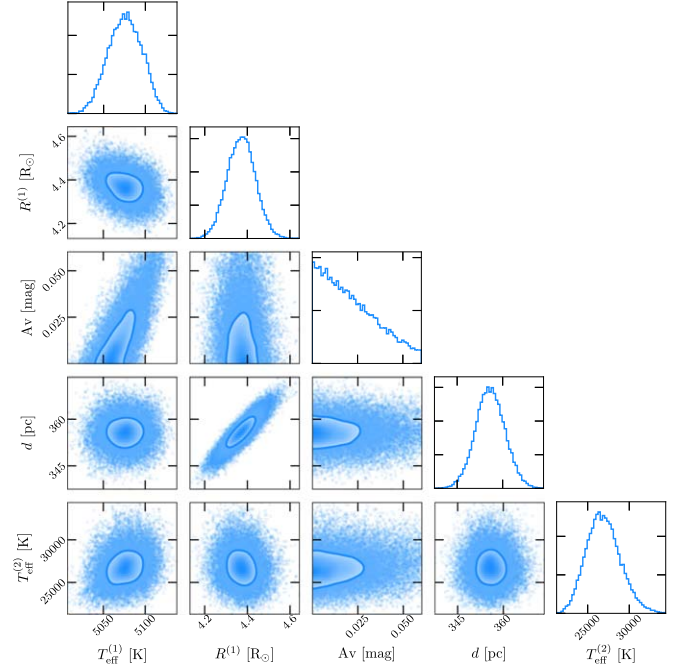 4.6
4.4
4.2
R⁽¹⁾ [R⊙]
0.050
0.025
Av [mag]
360
345
d [pc]
30000
25000
T_eff⁽²⁾ [K]
5050 5100 4.2 4.4 4.6 0.025 0.050 345 360 25000 30000
T_eff⁽¹⁾ [K] R⁽¹⁾ [R⊙] Av [mag] d [pc] T_eff⁽²⁾ [K]